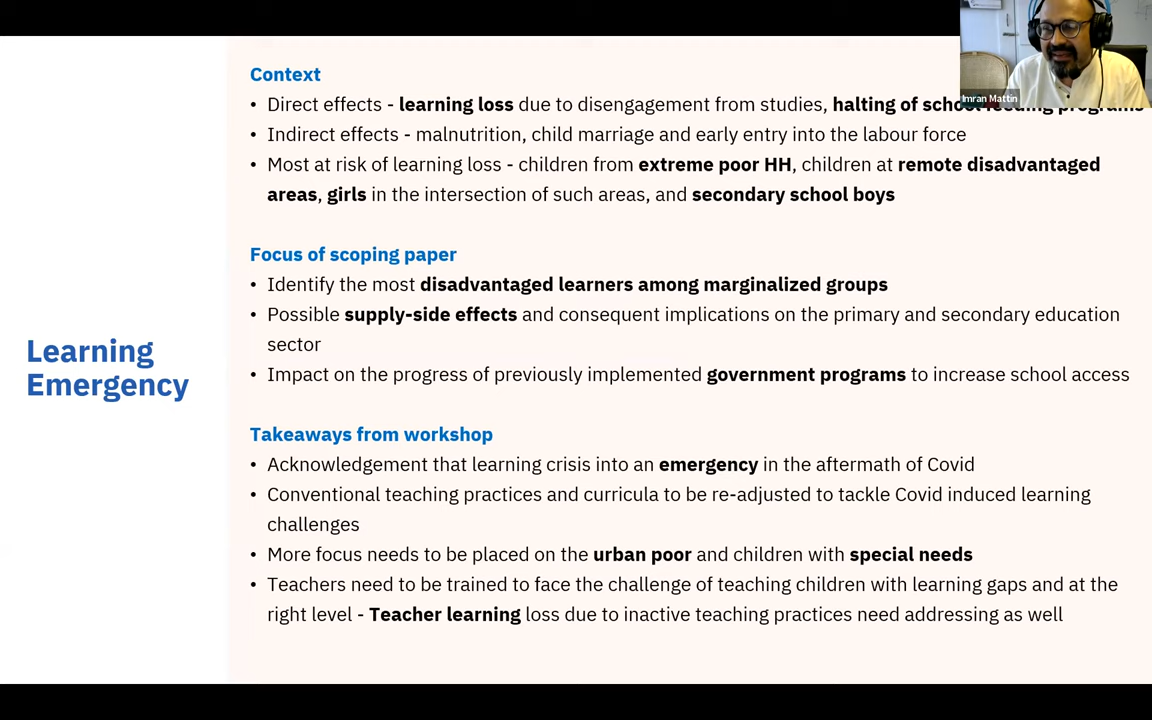 Imran Mattin
Context
• Direct effects - learning loss due to disengagement from studies, halting of school feeding programs
• Indirect effects - malnutrition, child marriage and early entry into the labour force
• Most at risk of learning loss - children from extreme poor HH, children at remote disadvantaged
areas, girls in the intersection of such areas, and secondary school boys
Focus of scoping paper
• Identify the most disadvantaged learners among marginalized groups
• Possible supply-side effects and consequent implications on the primary and secondary education
sector
• Impact on the progress of previously implemented government programs to increase school access
Learning
Emergency
Takeaways from workshop
• Acknowledgement that learning crisis into an emergency in the aftermath of Covid
• Conventional teaching practices and curricula to be re-adjusted to tackle Covid induced learning
challenges
• More focus needs to be placed on the urban poor and children with special needs
• Teachers need to be trained to face the challenge of teaching children with learning gaps and at the
right level - Teacher learning loss due to inactive teaching practices need addressing as well